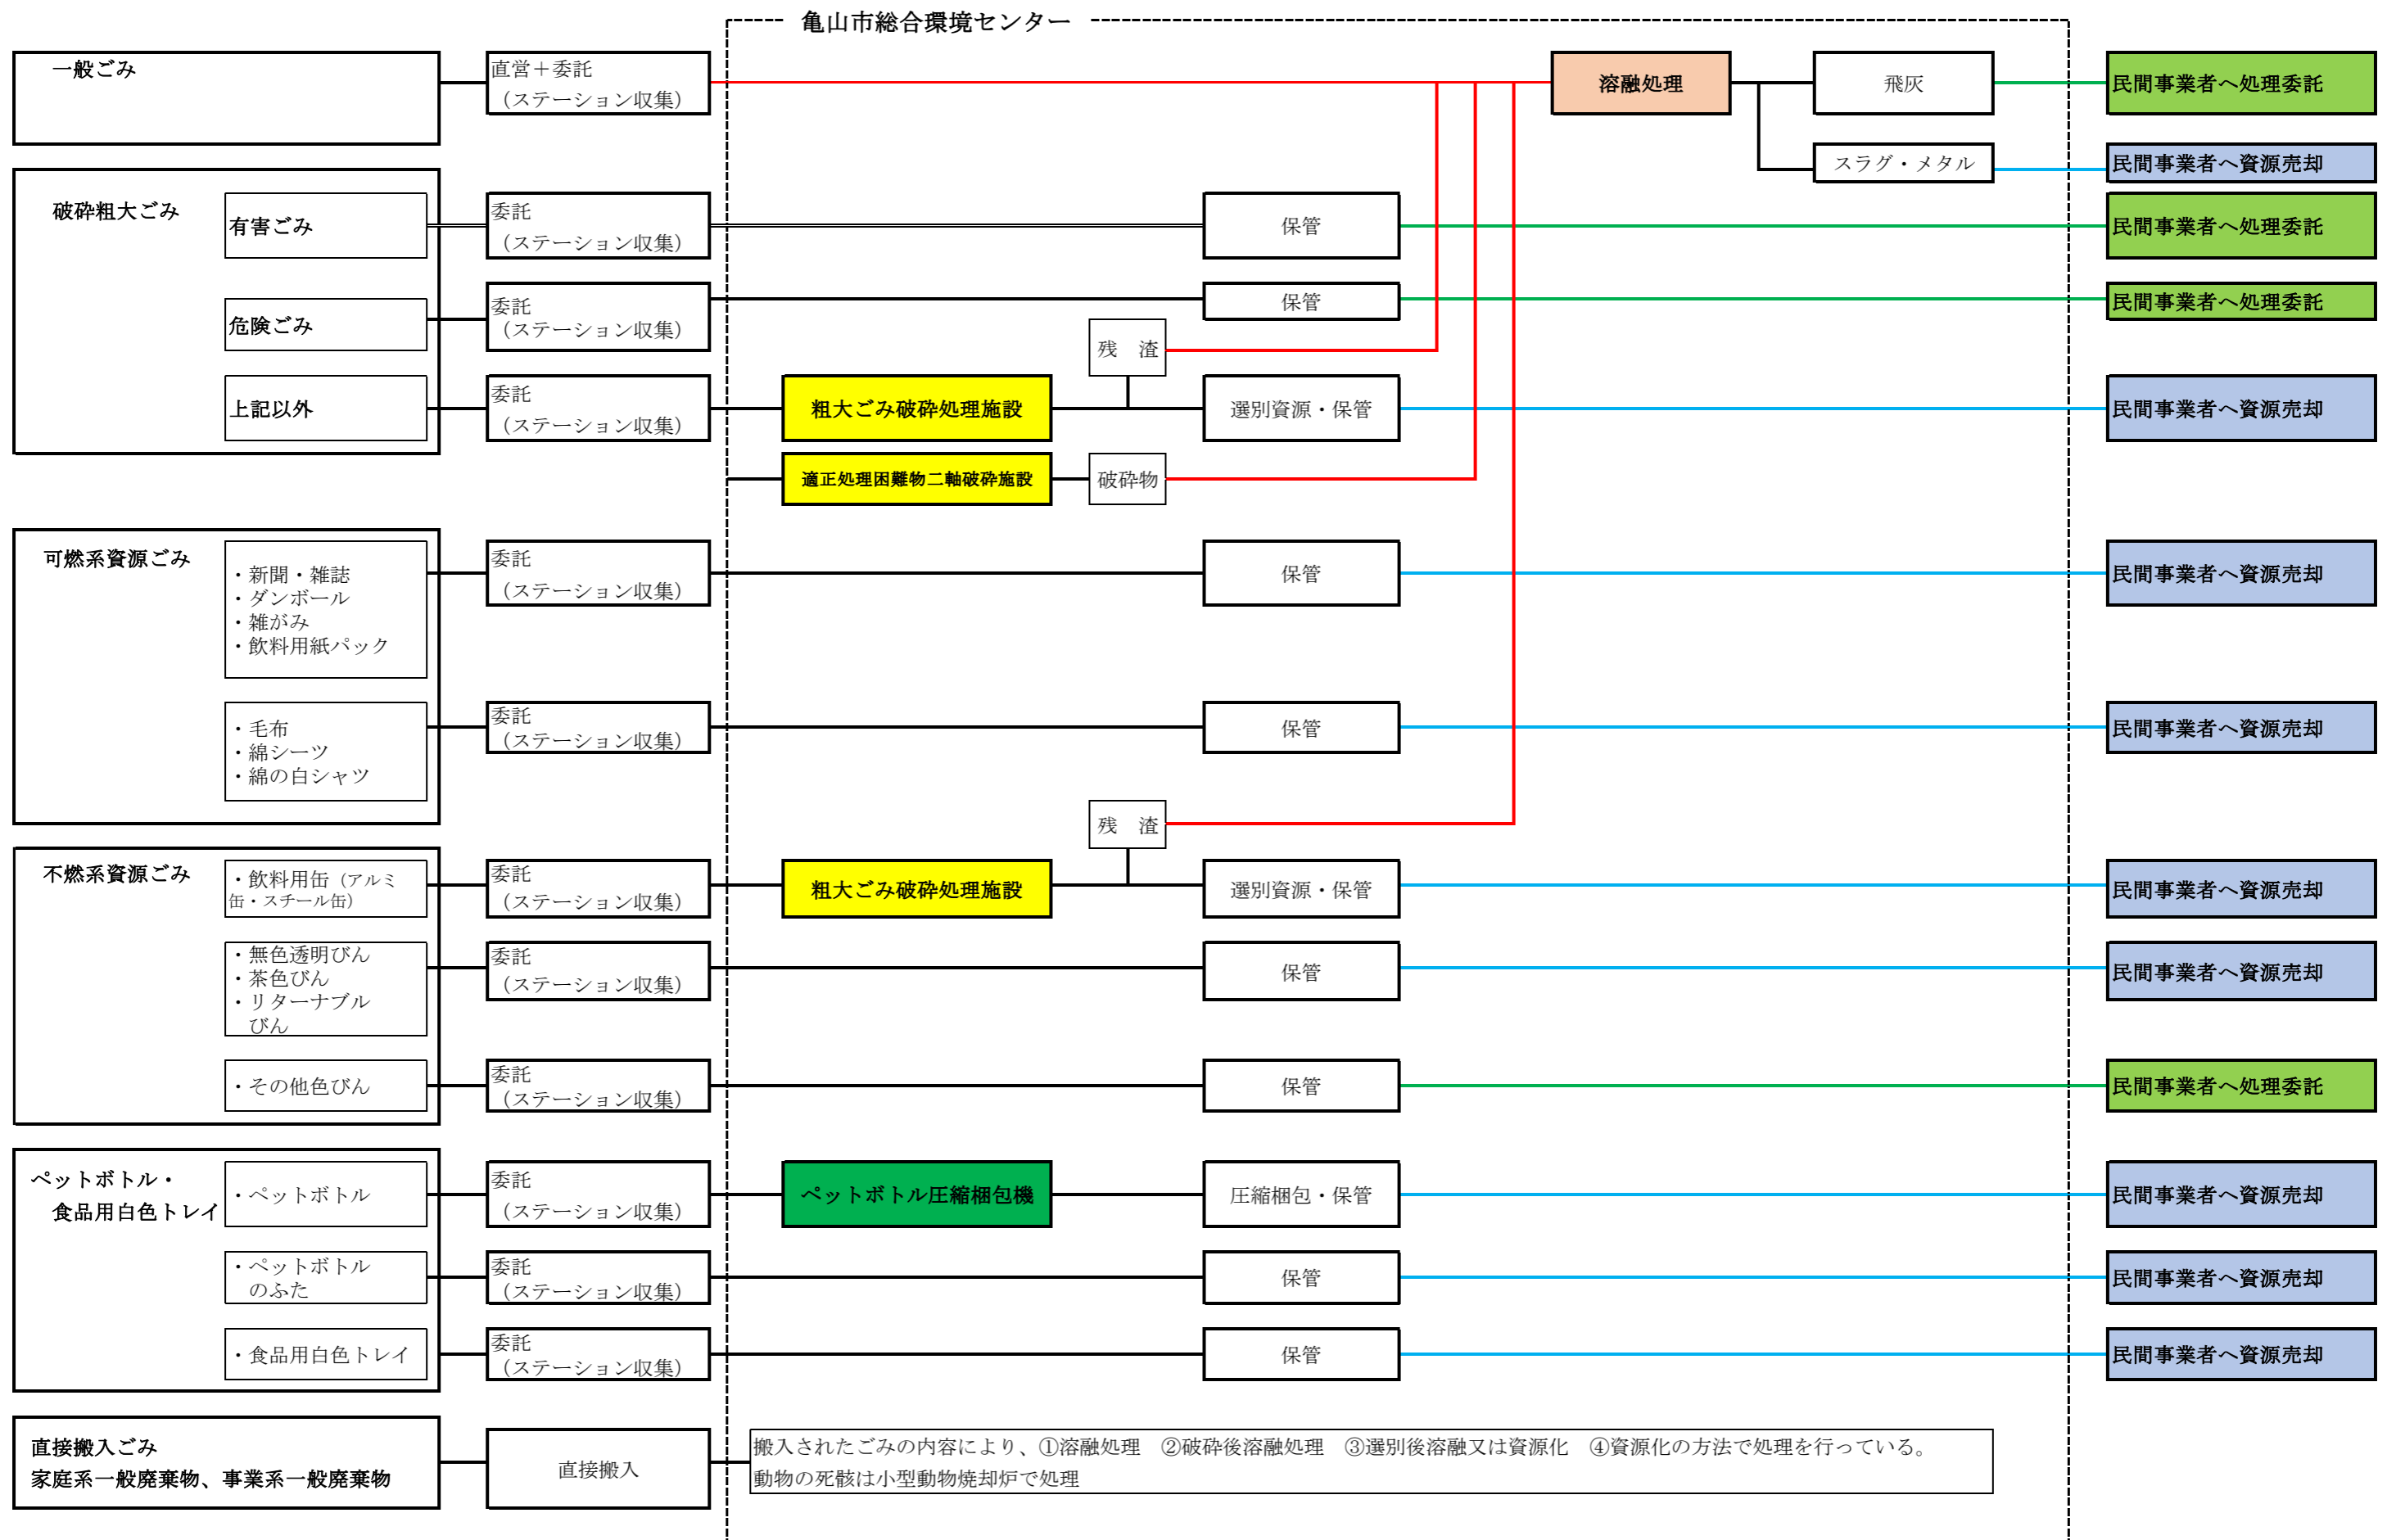 亀山市総合環境センター
一般ごみ
直営＋委託
（ステーション収集）
溶融処理
飛灰
民間事業者へ処理委託
スラグ・メタル
民間事業者へ資源売却
破砕粗大ごみ
有害ごみ
委託
（ステーション収集）
保管
民間事業者へ処理委託
危険ごみ
委託
（ステーション収集）
保管
民間事業者へ処理委託
残　渣
上記以外
委託
（ステーション収集）
粗大ごみ破砕処理施設
選別資源・保管
民間事業者へ資源売却
適正処理困難物二軸破砕施設
破砕物
可燃系資源ごみ
・新聞・雑誌
・ダンボール
・雑がみ
・飲料用紙パック
委託
（ステーション収集）
保管
民間事業者へ資源売却
・毛布
・綿シーツ
・綿の白シャツ
委託
（ステーション収集）
保管
民間事業者へ資源売却
残　渣
不燃系資源ごみ
・飲料用缶（アルミ
缶・スチール缶）
委託
（ステーション収集）
粗大ごみ破砕処理施設
選別資源・保管
民間事業者へ資源売却
・無色透明びん
・茶色びん
・リターナブル
びん
委託
（ステーション収集）
保管
民間事業者へ資源売却
・その他色びん
委託
（ステーション収集）
保管
民間事業者へ処理委託
ペットボトル・
食品用白色トレイ
・ペットボトル
委託
（ステーション収集）
ペットボトル圧縮梱包機
圧縮梱包・保管
民間事業者へ資源売却
・ペットボトル
のふた
委託
（ステーション収集）
保管
民間事業者へ資源売却
・食品用白色トレイ
委託
（ステーション収集）
保管
民間事業者へ資源売却
直接搬入ごみ
家庭系一般廃棄物、事業系一般廃棄物
直接搬入
搬入されたごみの内容により、①溶融処理　②破砕後溶融処理　③選別後溶融又は資源化　④資源化の方法で処理を行っている。
動物の死骸は小型動物焼却炉で処理